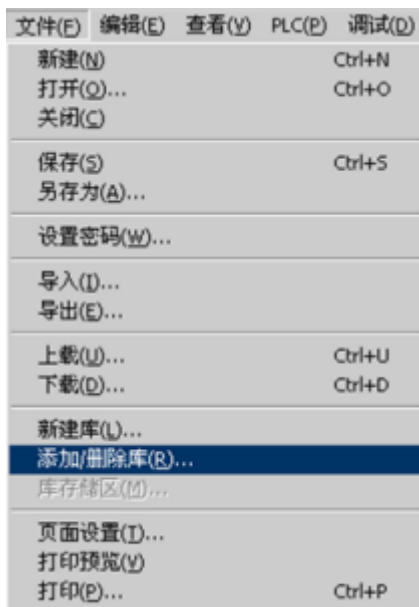 文件(F) 编辑(E) 查看(V) PLC(P) 调试(D)
新建(N) Ctrl+N
打开(O)... Ctrl+O
关闭(C)
保存(S) Ctrl+S
另存为(A)...
设置密码(W)...
导入(I)...
导出(E)...
上载(U)... Ctrl+U
下载(D)... Ctrl+D
新建库(L)...
添加/删除库(R)...
库存储区(M)...
页面设置(T)...
打印预览(V)
打印(P)... Ctrl+P